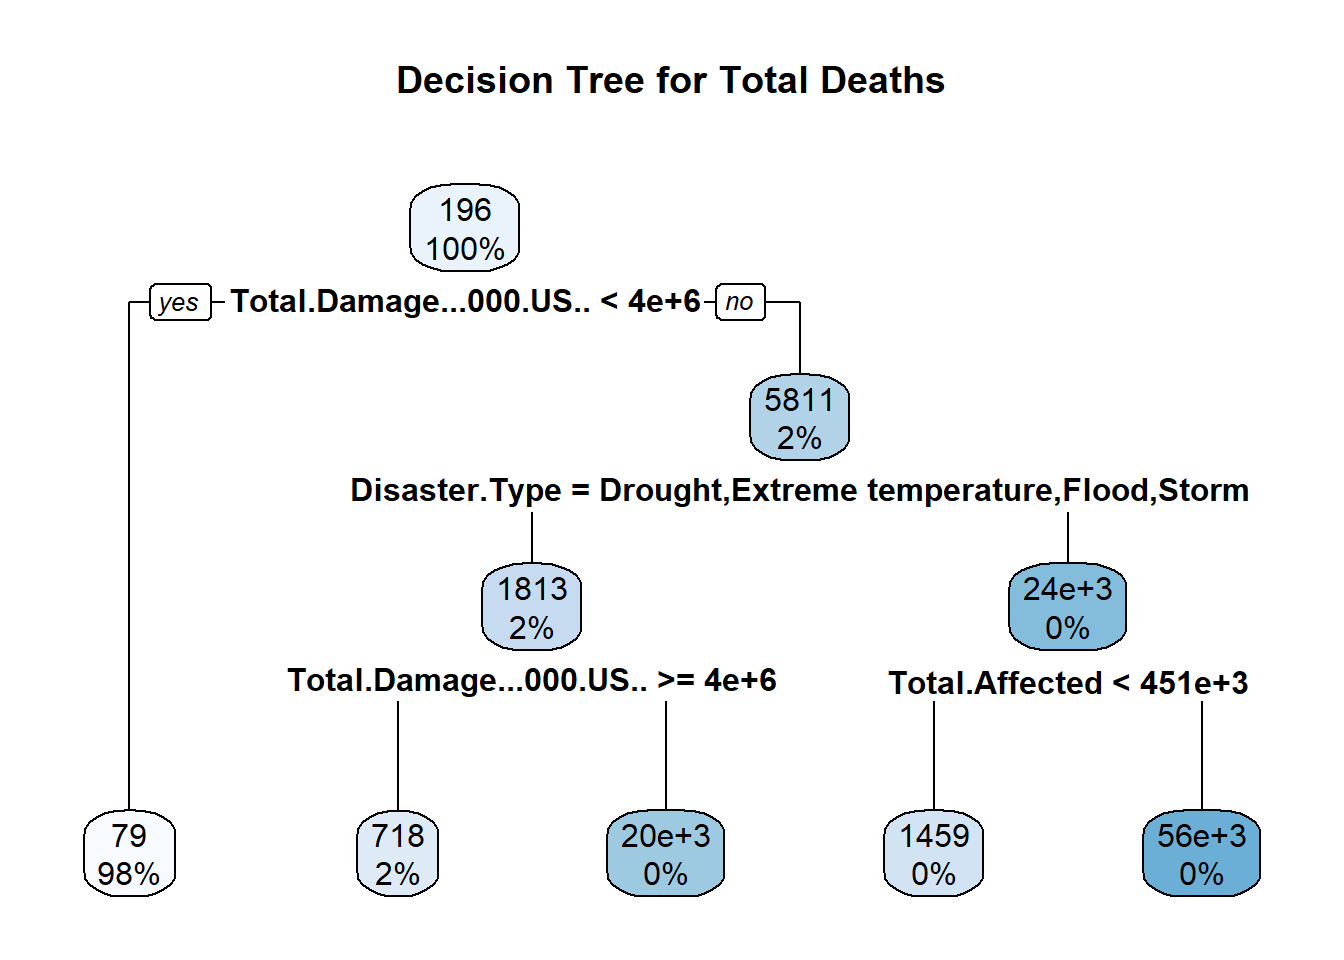 Decision Tree for Total Deaths
196
100%
yes
Total.Damage...000.US.. < 4e+6
no
5811
2%
Disaster.Type = Drought,Extreme temperature,Flood,Storm
1813
2%
24e+3
0%
Total.Damage...000.US.. >= 4e+6
Total.Affected < 451e+3
79
98%
718
2%
20e+3
0%
1459
0%
56e+3
0%